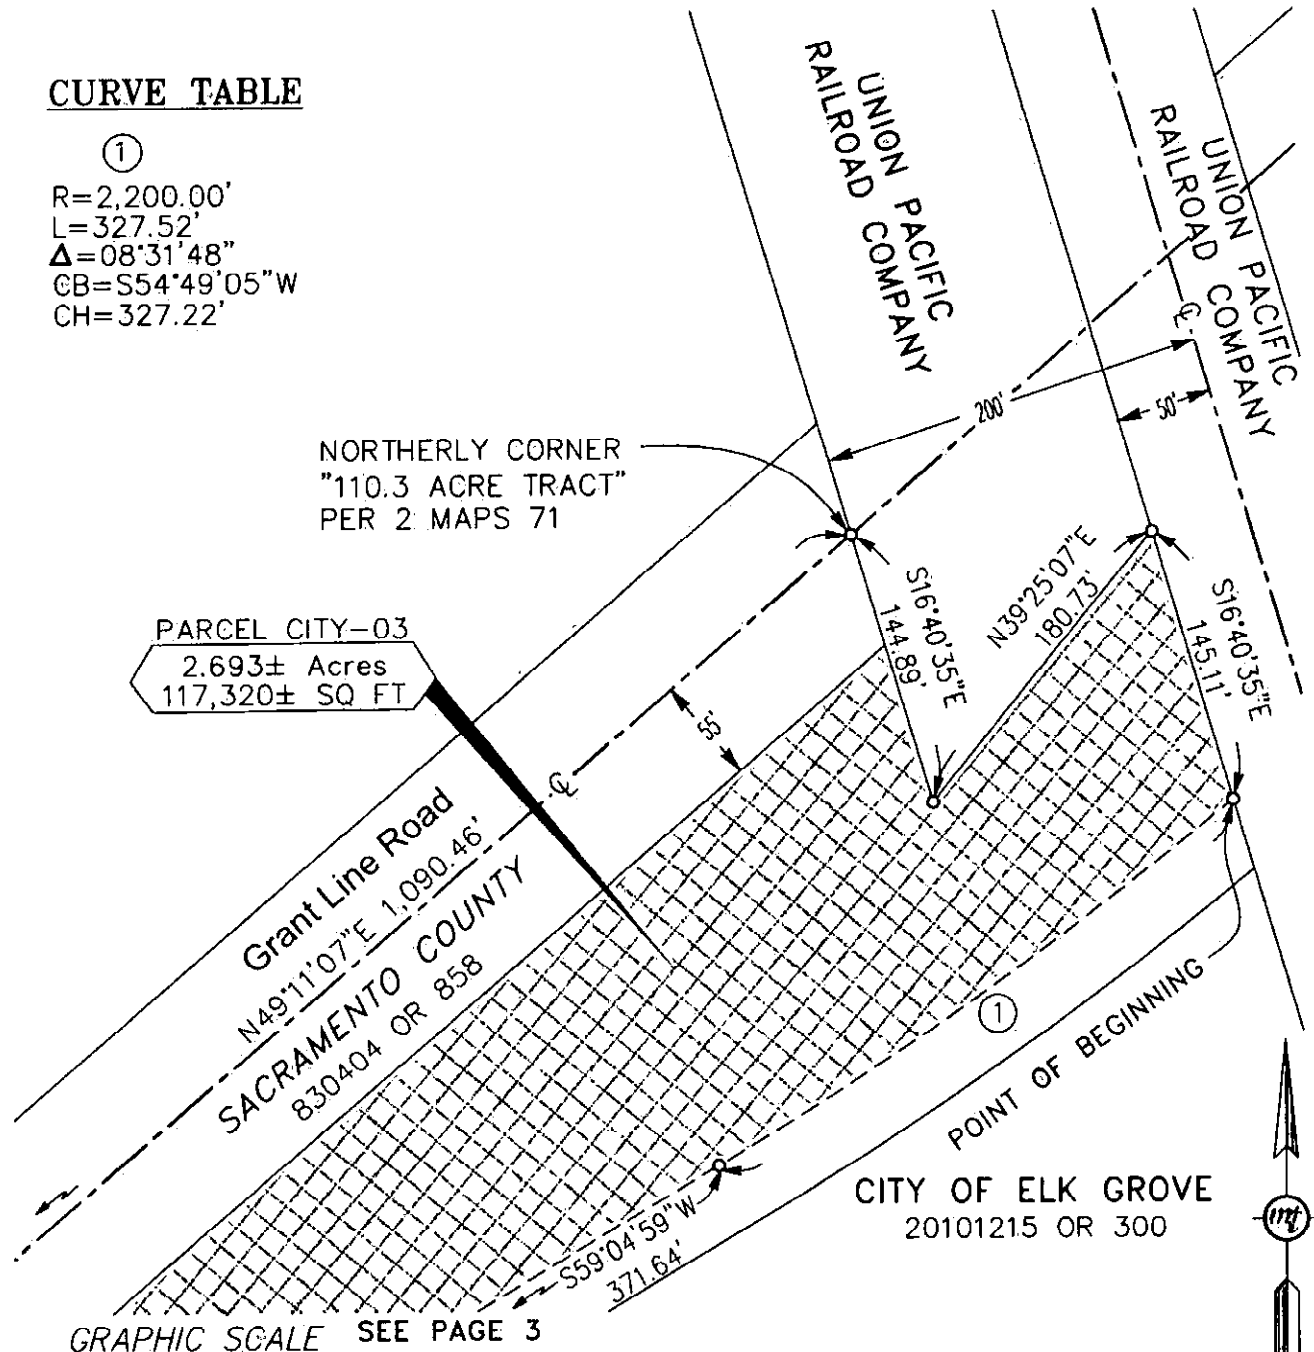 CURVE TABLE
1
R=2,200.00'
L=327.52'
Δ=08°31'48"
CB=S54°49'05"W
CH=327.22'
UNION PACIFIC
RAILROAD COMPANY
UNION PACIFIC
RAILROAD COMPANY
℄
200'
50'
NORTHERLY CORNER
"110.3 ACRE TRACT"
PER 2 MAPS 71
S16°40'35"E
144.89'
N39°25'07"E
180.73'
S16°40'35"E
145.11'
PARCEL CITY-03
2.693± Acres
117,320± SQ FT
55'
℄
Grant Line Road
N49°11'07"E 1,090.46'
SACRAMENTO COUNTY
830404 OR 858
1
POINT OF BEGINNING
CITY OF ELK GROVE
20101215 OR 300
S59°04'59"W
371.64'
GRAPHIC SCALE SEE PAGE 3